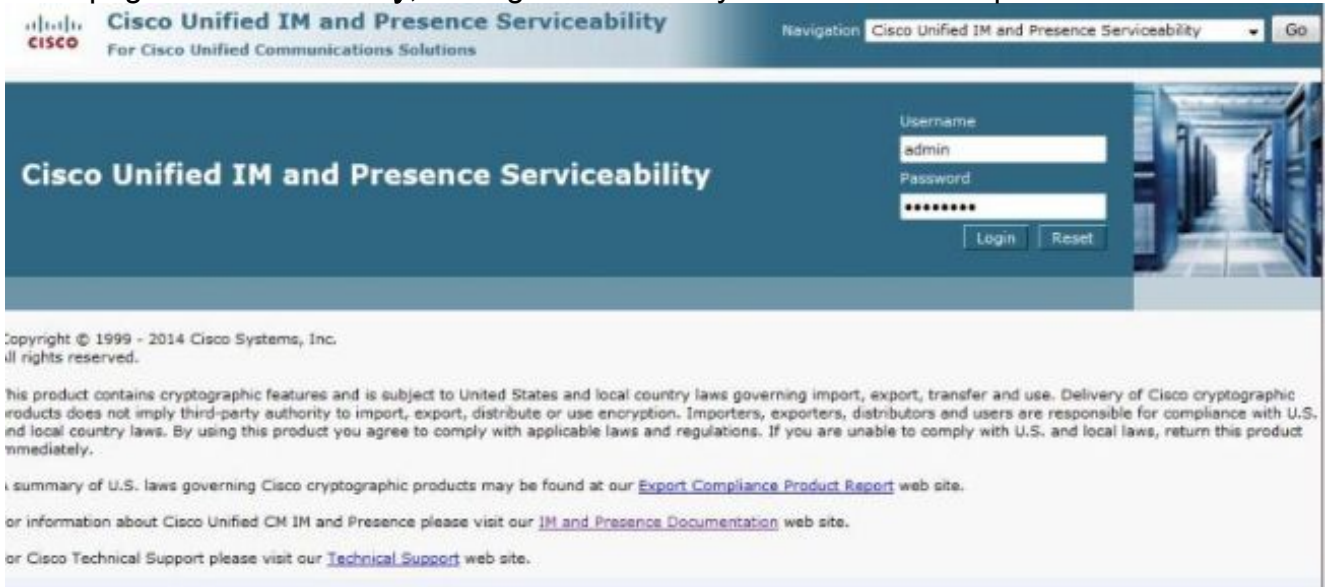 Cisco Unified IM and Presence Serviceability
CISCO
For Cisco Unified Communications Solutions
Navigation Cisco Unified IM and Presence Serviceability Go
Username
admin
Cisco Unified IM and Presence Serviceability
Password
••••••••
Login Reset
Copyright © 1999 - 2014 Cisco Systems, Inc.
All rights reserved.
This product contains cryptographic features and is subject to United States and local country laws governing import, export, transfer and use. Delivery of Cisco cryptographic
products does not imply third-party authority to import, export, distribute or use encryption. Importers, exporters, distributors and users are responsible for compliance with U.S.
and local country laws. By using this product you agree to comply with applicable laws and regulations. If you are unable to comply with U.S. and local laws, return this product
immediately.
A summary of U.S. laws governing Cisco cryptographic products may be found at our Export Compliance Product Report web site.
For information about Cisco Unified CM IM and Presence please visit our IM and Presence Documentation web site.
For Cisco Technical Support please visit our Technical Support web site.